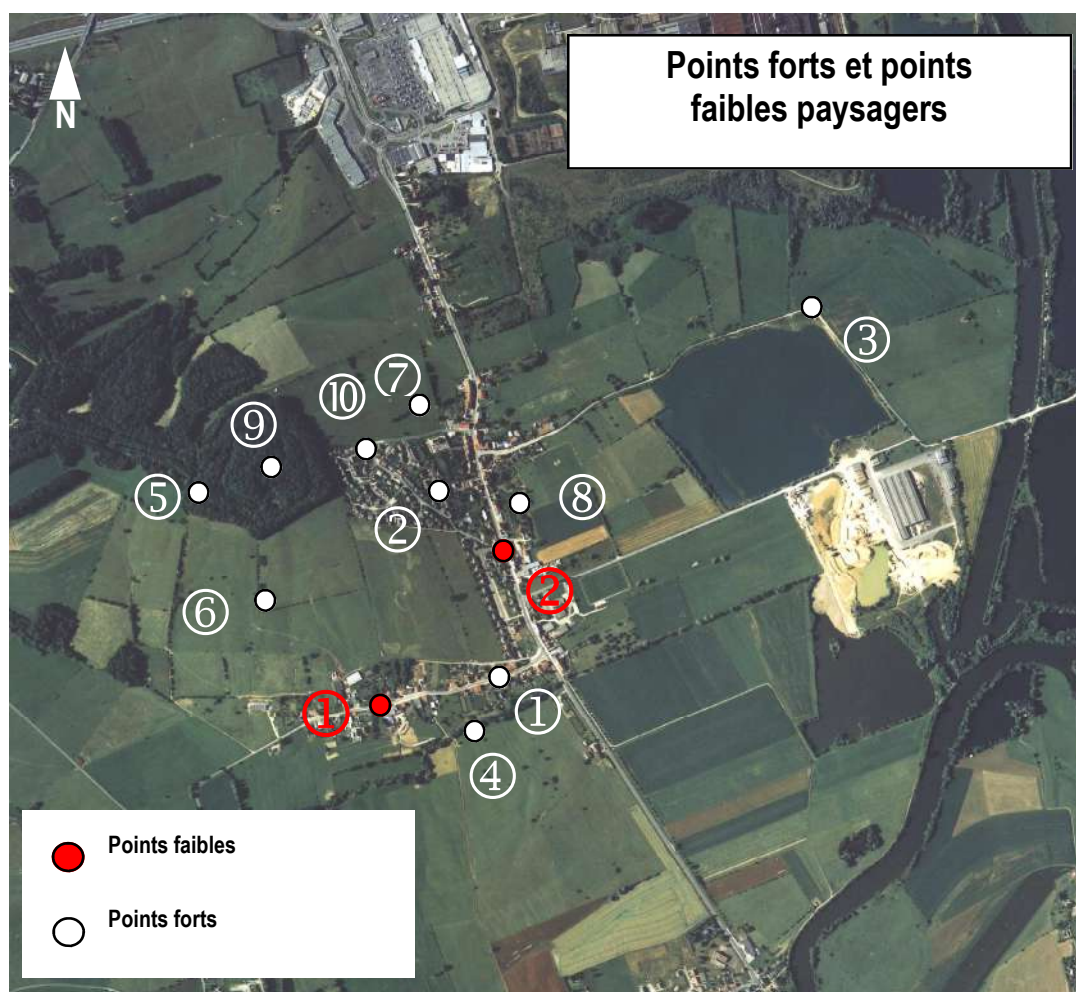 Points forts et points
faibles paysagers
N
③
⑦
⑩
⑨
⑤
②
⑧
②
⑥
①
①
④
Points faibles
Points forts